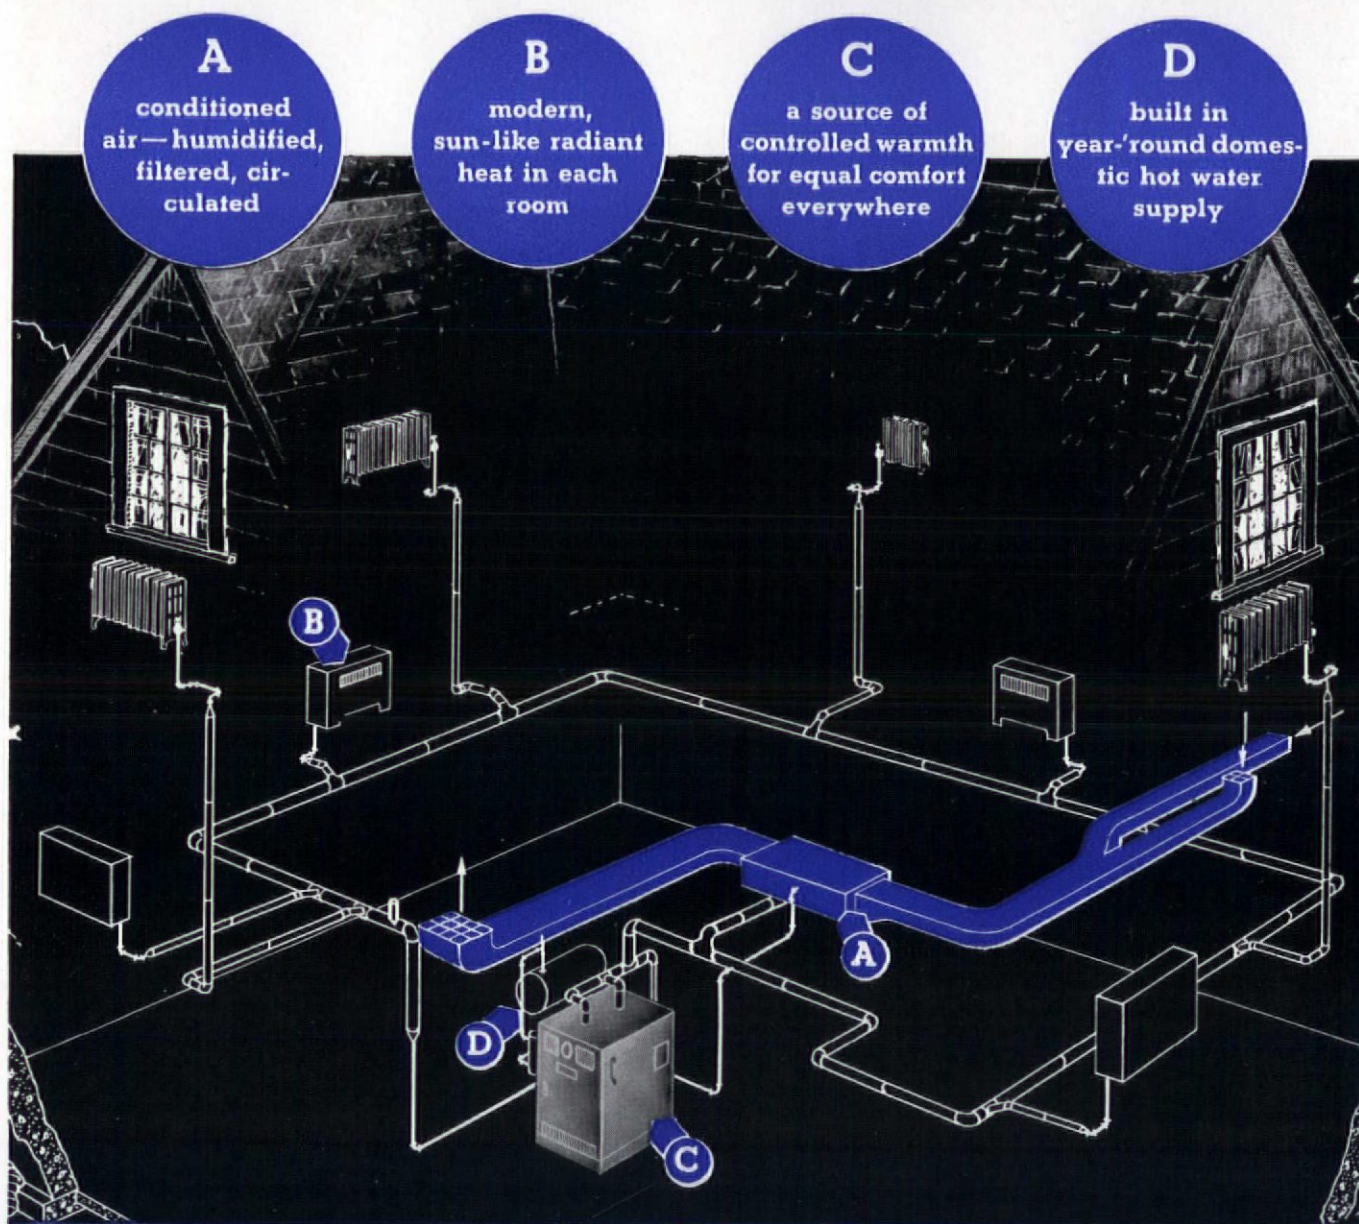 A
conditioned
air—humidified,
filtered, cir-
culated
B
modern,
sun-like radiant
heat in each
room
C
a source of
controlled warmth
for equal comfort
everywhere
D
built in
year-'round domes-
tic hot water
supply
B
A
D
C